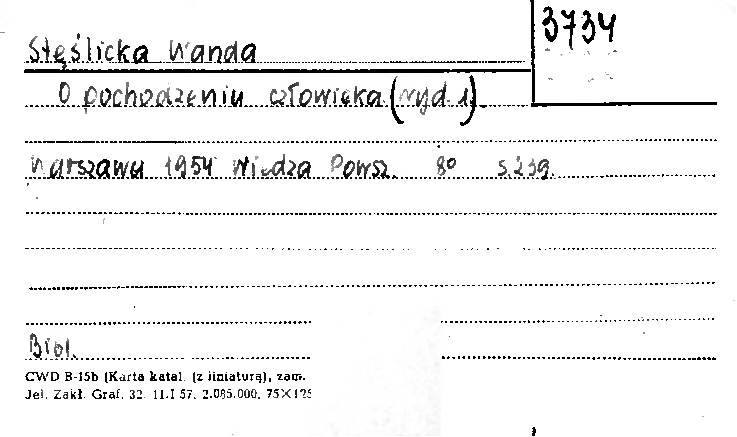 3734
Stęślicka Wanda
O pochodzeniu człowieka (wyd. 1)
Warszawa 1954 Wiedza Powsz. 8° s. 239.
Biol.
CWD B-15b (Karta katal. (z liniaturą), zam.
Jel. Zakł. Graf. 32. 11.I 57. 2.085.000. 75×125